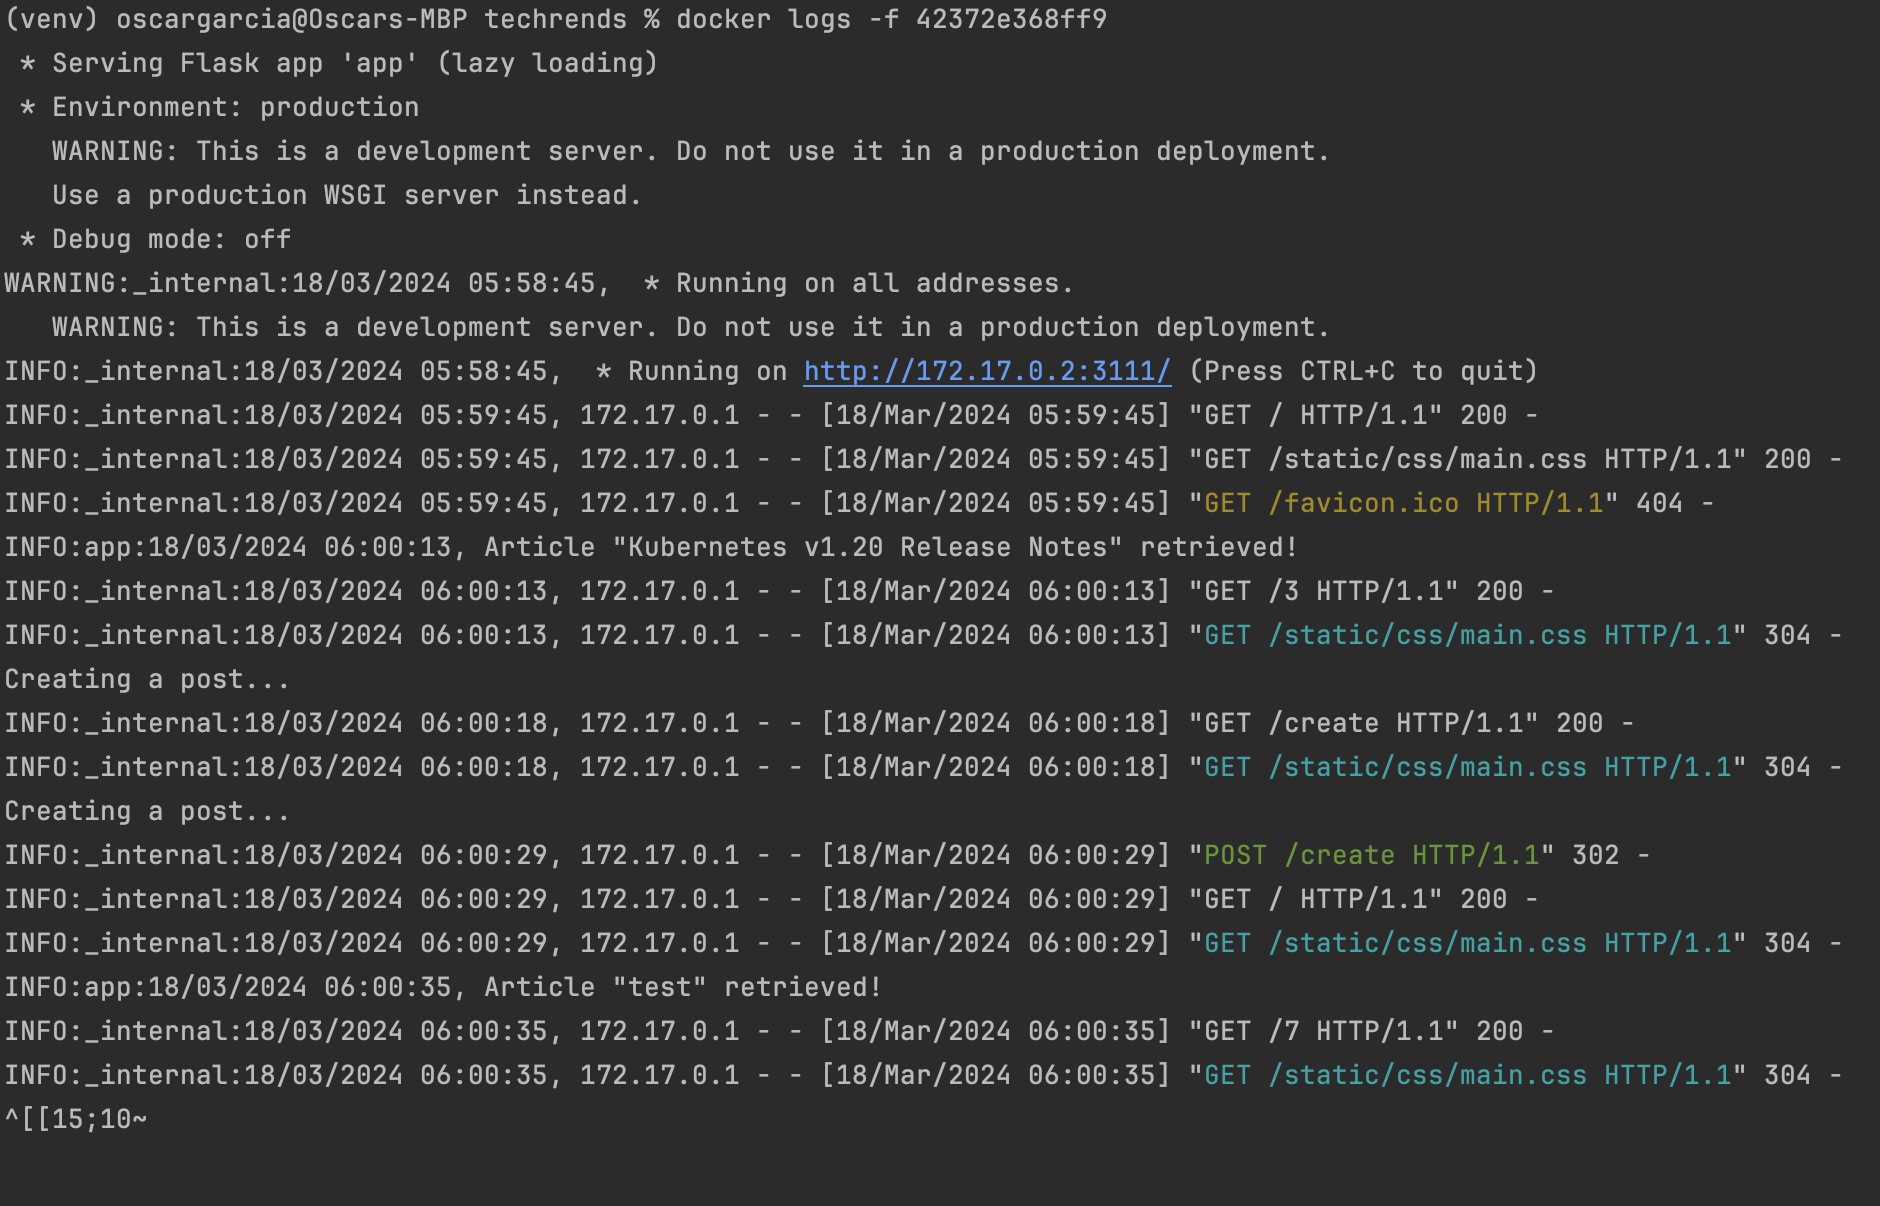 (venv) oscargarcia@Oscars-MBP techrends % docker logs -f 42372e368ff9
 * Serving Flask app 'app' (lazy loading)
 * Environment: production
   WARNING: This is a development server. Do not use it in a production deployment.
   Use a production WSGI server instead.
 * Debug mode: off
WARNING:_internal:18/03/2024 05:58:45,  * Running on all addresses.
   WARNING: This is a development server. Do not use it in a production deployment.
INFO:_internal:18/03/2024 05:58:45,  * Running on http://172.17.0.2:3111/ (Press CTRL+C to quit)
INFO:_internal:18/03/2024 05:59:45, 172.17.0.1 - - [18/Mar/2024 05:59:45] "GET / HTTP/1.1" 200 -
INFO:_internal:18/03/2024 05:59:45, 172.17.0.1 - - [18/Mar/2024 05:59:45] "GET /static/css/main.css HTTP/1.1" 200 -
INFO:_internal:18/03/2024 05:59:45, 172.17.0.1 - - [18/Mar/2024 05:59:45] "GET /favicon.ico HTTP/1.1" 404 -
INFO:app:18/03/2024 06:00:13, Article "Kubernetes v1.20 Release Notes" retrieved!
INFO:_internal:18/03/2024 06:00:13, 172.17.0.1 - - [18/Mar/2024 06:00:13] "GET /3 HTTP/1.1" 200 -
INFO:_internal:18/03/2024 06:00:13, 172.17.0.1 - - [18/Mar/2024 06:00:13] "GET /static/css/main.css HTTP/1.1" 304 -
Creating a post...
INFO:_internal:18/03/2024 06:00:18, 172.17.0.1 - - [18/Mar/2024 06:00:18] "GET /create HTTP/1.1" 200 -
INFO:_internal:18/03/2024 06:00:18, 172.17.0.1 - - [18/Mar/2024 06:00:18] "GET /static/css/main.css HTTP/1.1" 304 -
Creating a post...
INFO:_internal:18/03/2024 06:00:29, 172.17.0.1 - - [18/Mar/2024 06:00:29] "POST /create HTTP/1.1" 302 -
INFO:_internal:18/03/2024 06:00:29, 172.17.0.1 - - [18/Mar/2024 06:00:29] "GET / HTTP/1.1" 200 -
INFO:_internal:18/03/2024 06:00:29, 172.17.0.1 - - [18/Mar/2024 06:00:29] "GET /static/css/main.css HTTP/1.1" 304 -
INFO:app:18/03/2024 06:00:35, Article "test" retrieved!
INFO:_internal:18/03/2024 06:00:35, 172.17.0.1 - - [18/Mar/2024 06:00:35] "GET /7 HTTP/1.1" 200 -
INFO:_internal:18/03/2024 06:00:35, 172.17.0.1 - - [18/Mar/2024 06:00:35] "GET /static/css/main.css HTTP/1.1" 304 -
^[[15;10~